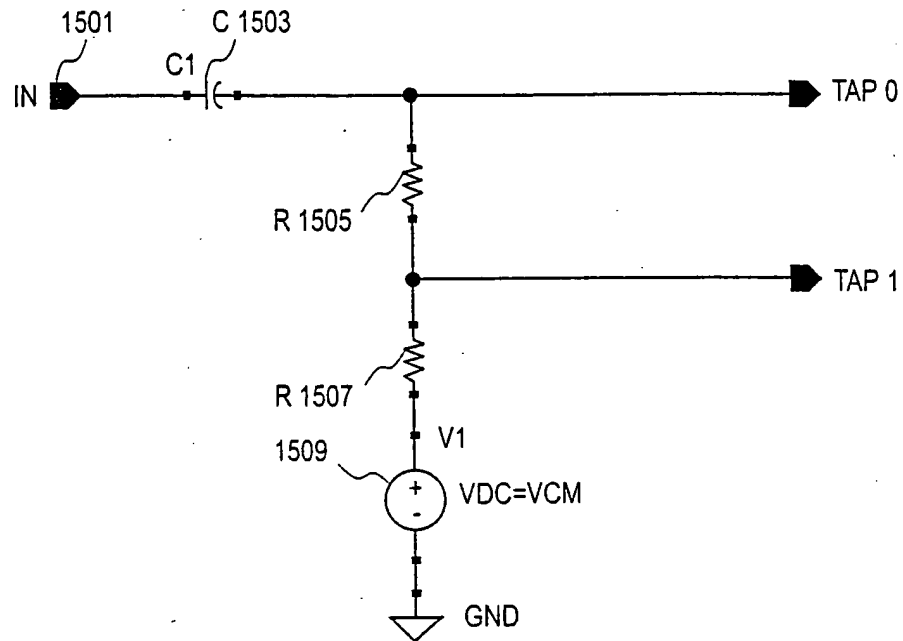 1501
C 1503
C1
IN
TAP 0
R 1505
TAP 1
R 1507
V1
1509
+
-
VDC=VCM
GND